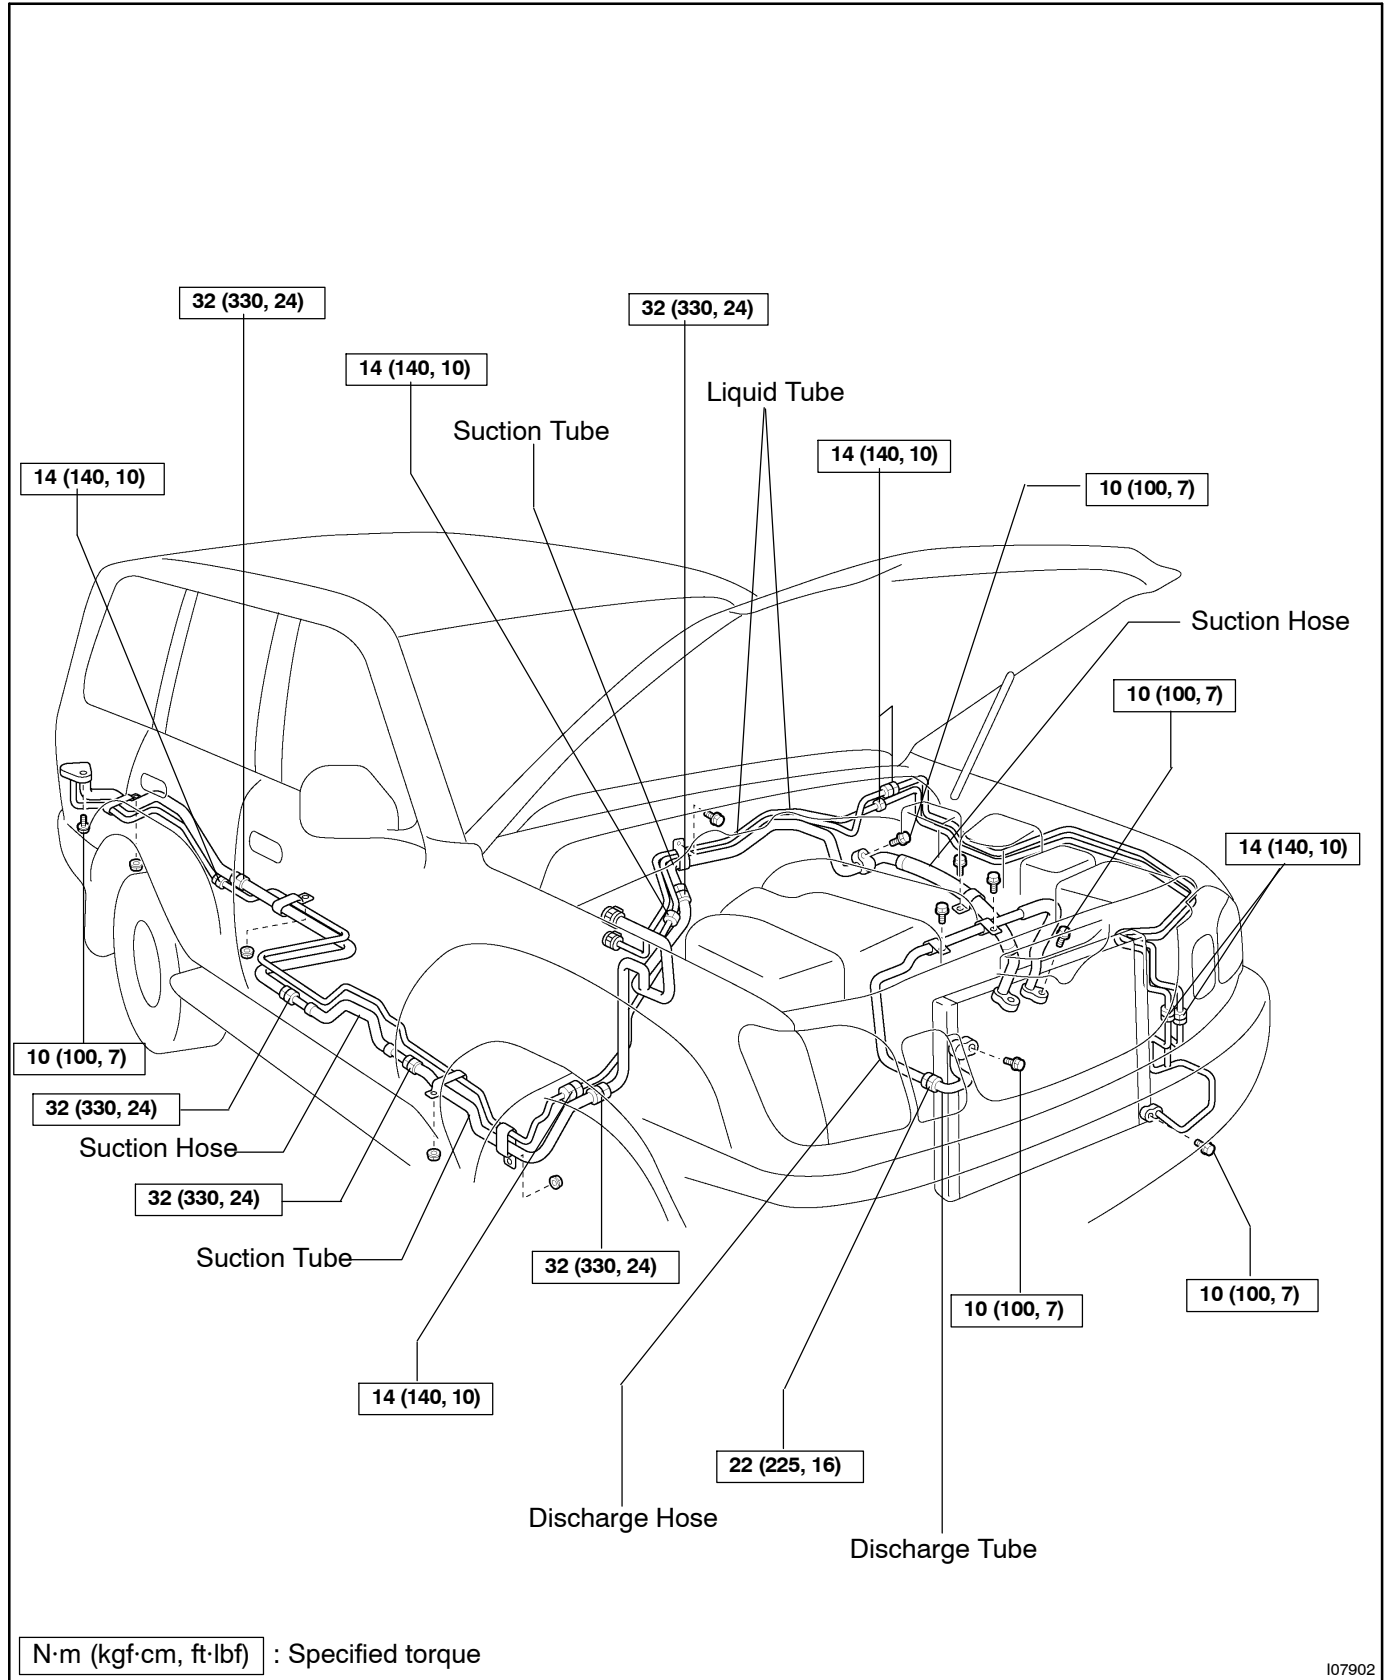 32 (330, 24)
32 (330, 24)
14 (140, 10)
Liquid Tube
Suction Tube
14 (140, 10)
14 (140, 10)
10 (100, 7)
Suction Hose
10 (100, 7)
14 (140, 10)
10 (100, 7)
32 (330, 24)
Suction Hose
32 (330, 24)
Suction Tube
32 (330, 24)
10 (100, 7)
10 (100, 7)
14 (140, 10)
22 (225, 16)
Discharge Hose
Discharge Tube
N·m (kgf·cm, ft·lbf) : Specified torque
I07902